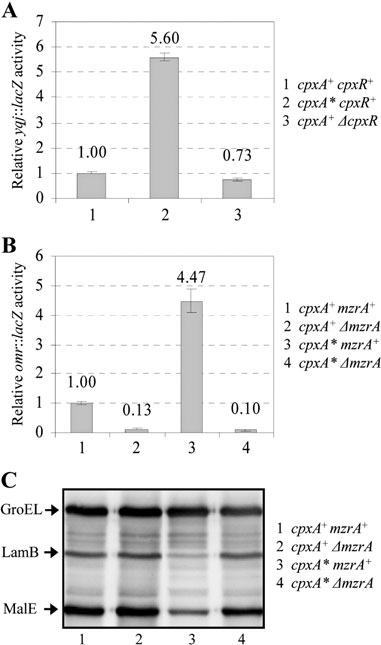 A
Relative yqj::lacZ activity
7
6
5
4
3
2
1
0
1.00
5.60
0.73
1
2
3
1 cpxA⁺ cpxR⁺
2 cpxA* cpxR⁺
3 cpxA⁺ ΔcpxR
B
Relative omr::lacZ activity
6
5
4
3
2
1
0
1.00
0.13
4.47
0.10
1
2
3
4
1 cpxA⁺ mzrA⁺
2 cpxA⁺ ΔmzrA
3 cpxA* mzrA⁺
4 cpxA* ΔmzrA
C
GroEL
LamB
MalE
1
2
3
4
1 cpxA⁺ mzrA⁺
2 cpxA⁺ ΔmzrA
3 cpxA* mzrA⁺
4 cpxA* ΔmzrA